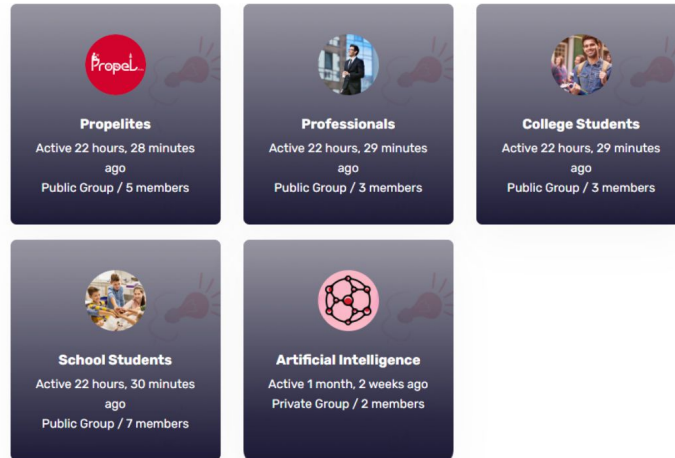 Propel...
Propelites
Active 22 hours, 28 minutes
ago
Public Group / 5 members
Professionals
Active 22 hours, 29 minutes
ago
Public Group / 3 members
College Students
Active 22 hours, 29 minutes
ago
Public Group / 3 members
School Students
Active 22 hours, 30 minutes
ago
Public Group / 7 members
Artificial Intelligence
Active 1 month, 2 weeks ago
Private Group / 2 members